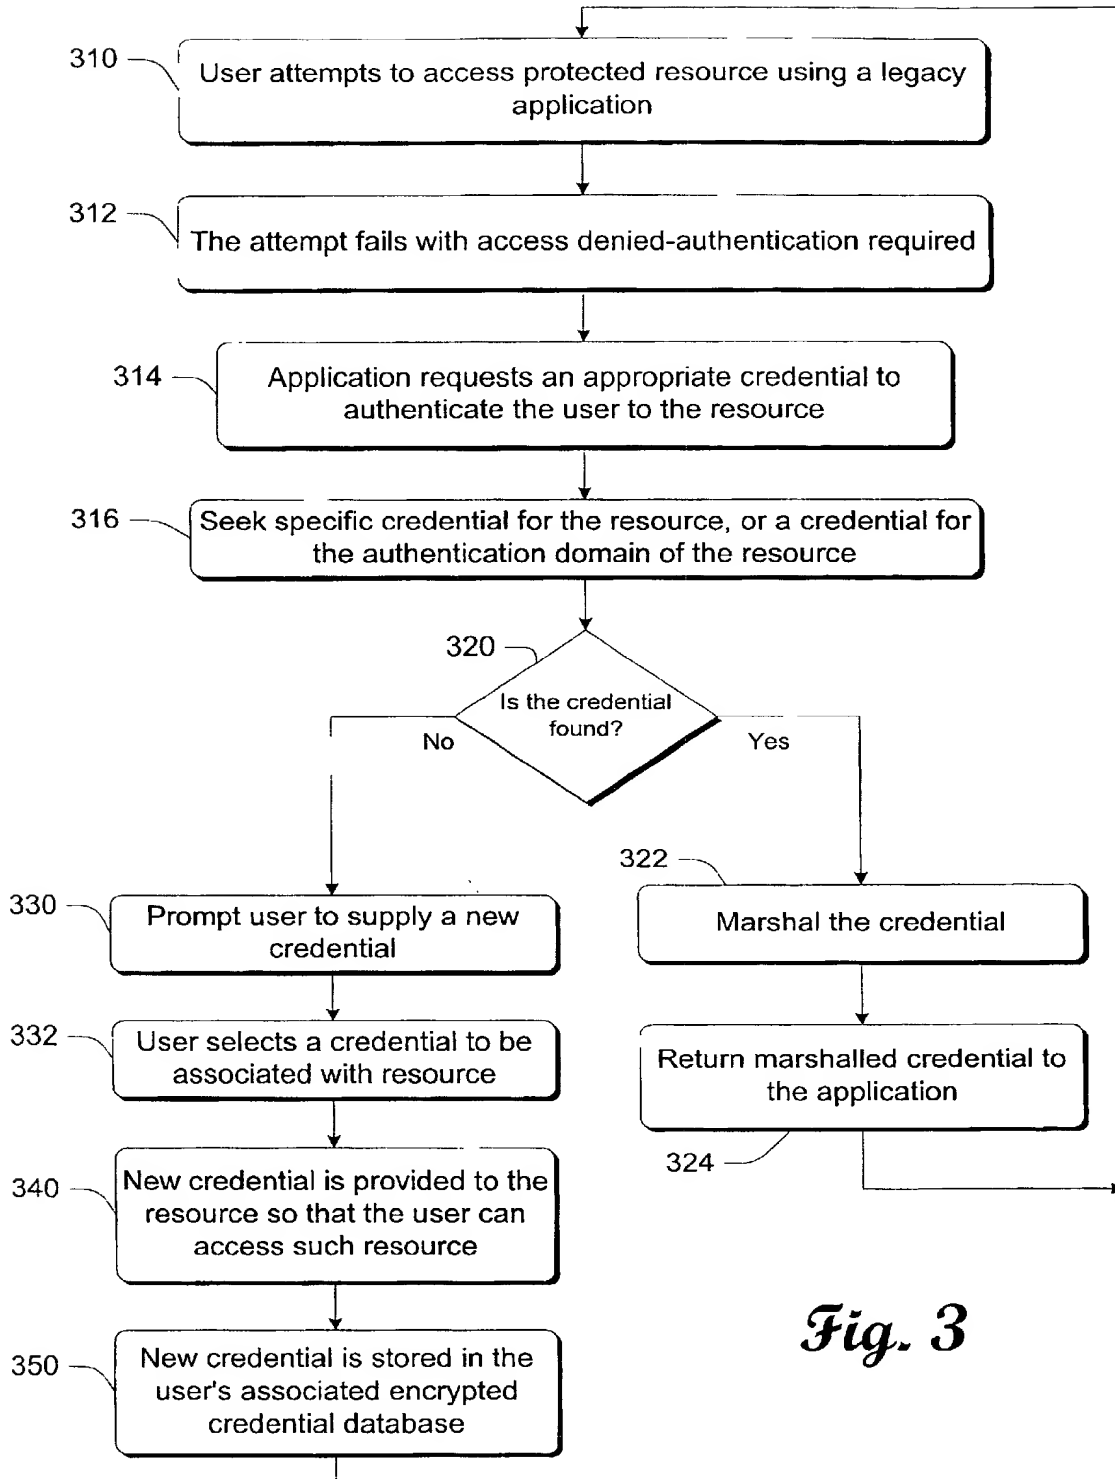 310
User attempts to access protected resource using a legacy
application
312
The attempt fails with access denied-authentication required
314
Application requests an appropriate credential to
authenticate the user to the resource
316
Seek specific credential for the resource, or a credential for
the authentication domain of the resource
320
Is the credential
found?
No
Yes
322
Marshal the credential
330
Prompt user to supply a new
credential
332
User selects a credential to be
associated with resource
Return marshalled credential to
the application
324
340
New credential is provided to the
resource so that the user can
access such resource
350
New credential is stored in the
user's associated encrypted
credential database
Fig. 3